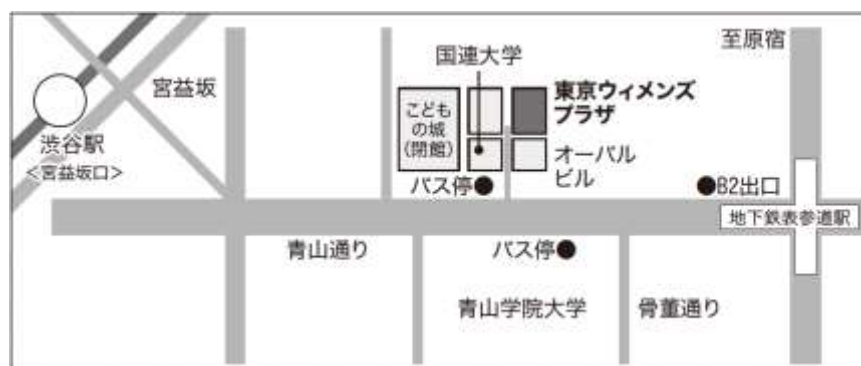 国連大学
至原宿
宮益坂
こども
の城
(閉館)
東京ウィメンズ
プラザ
渋谷駅
<宮益坂口>
オーバル
ビル
バス停●
●B2出口
地下鉄表参道駅
青山通り
バス停●
青山学院大学
骨董通り